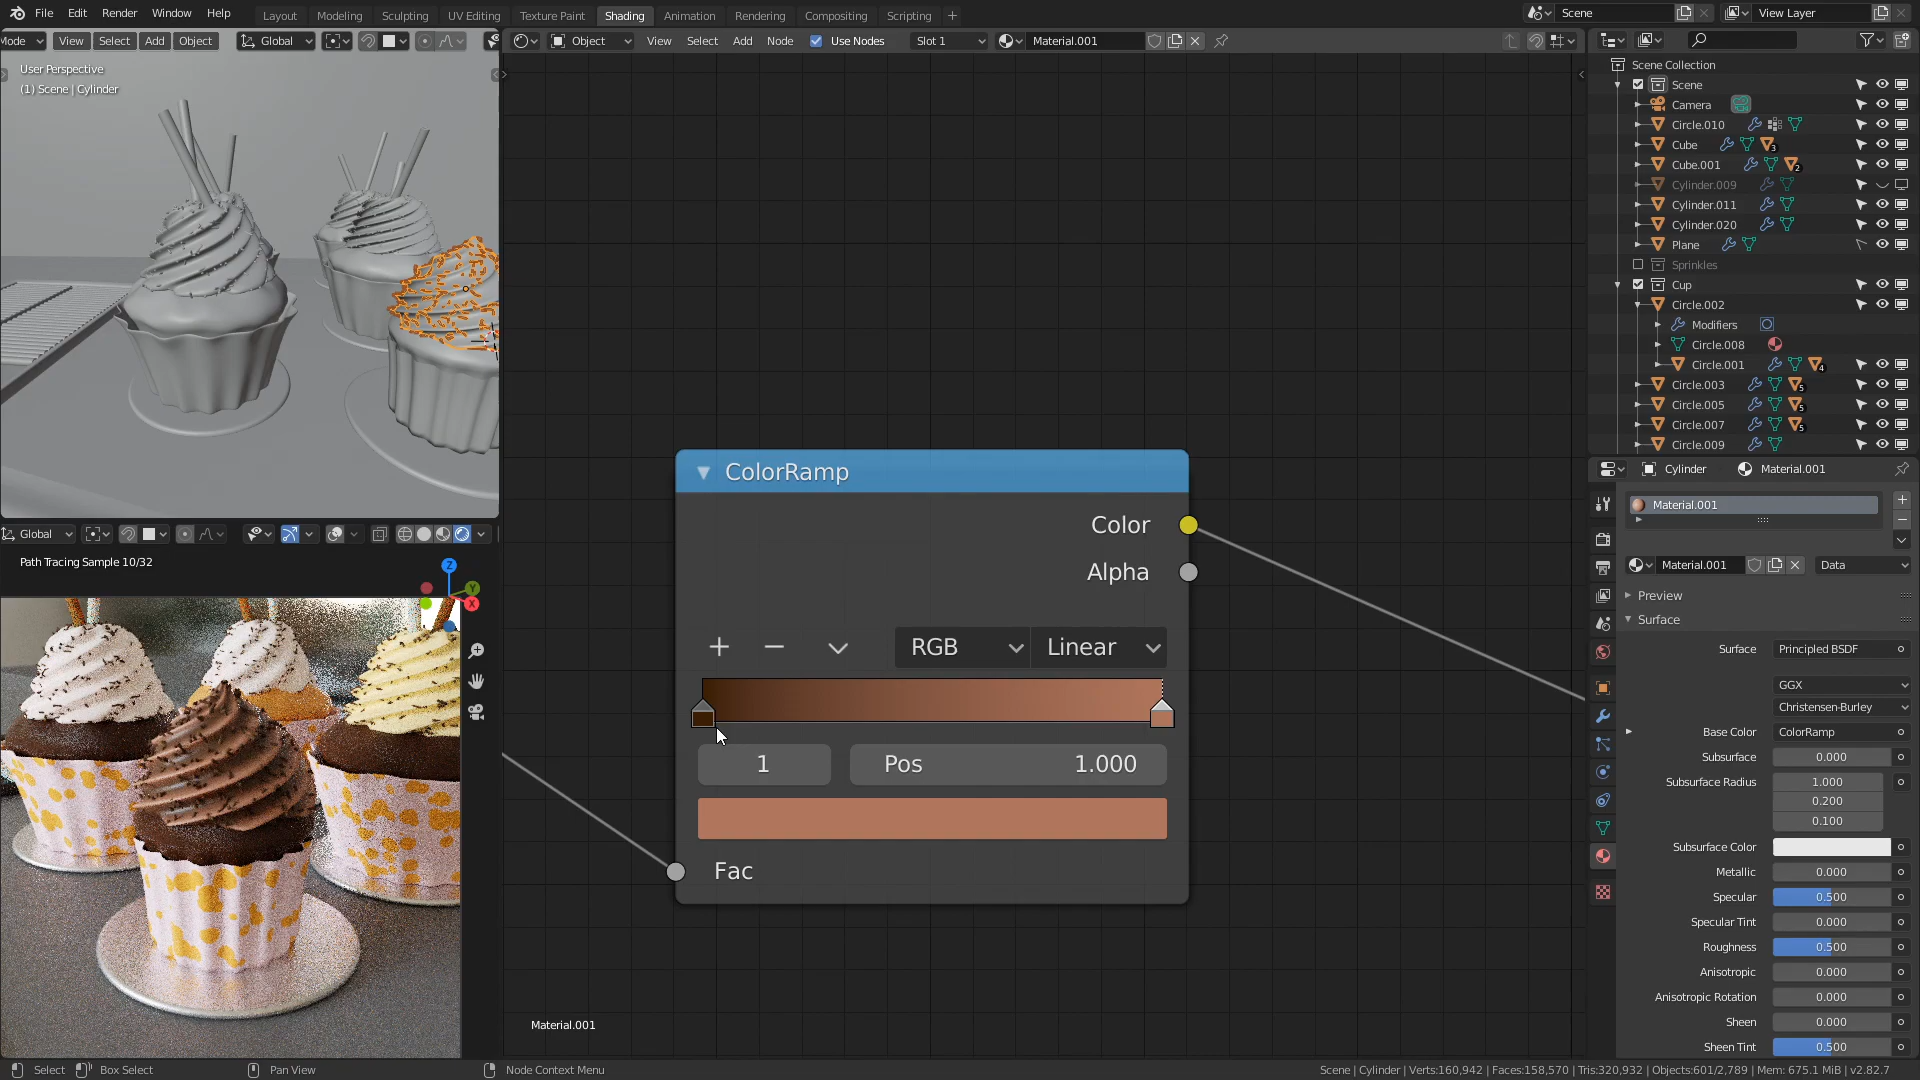 File Edit Render Window Help
Layout Modeling Sculpting UV Editing Texture Paint Shading Animation Rendering Compositing Scripting +
Scene
View Layer
Mode View Select Add Object Global
Object View Select Add Node Use Nodes Slot 1 Material.001
User Perspective
(1) Scene | Cylinder
Scene Collection
Scene
Camera
Circle.010
Cube 3
Cube.001 2
Cylinder.009
Cylinder.011
Cylinder.020
Plane
Sprinkles
Cup
Circle.002
Modifiers
Circle.008
Circle.001 4
Circle.003 5
Circle.005 5
Circle.007 5
Circle.009
ColorRamp
Color
Alpha
+ − RGB Linear
1 Pos 1.000
Fac
Material.001
Global
Path Tracing Sample 10/32
Z
Y
X
Cylinder Material.001
Material.001
Material.001 Data
Preview
Surface
Surface Principled BSDF
GGX
Christensen-Burley
Base Color ColorRamp
Subsurface 0.000
Subsurface Radius 1.000
0.200
0.100
Subsurface Color
Metallic 0.000
Specular 0.500
Specular Tint 0.000
Roughness 0.500
Anisotropic 0.000
Anisotropic Rotation 0.000
Sheen 0.000
Sheen Tint 0.500
Select Box Select Pan View Node Context Menu
Scene | Cylinder | Verts:160,942 | Faces:158,570 | Tris:320,932 | Objects:601/2,789 | Mem: 675.1 MiB | v2.82.7